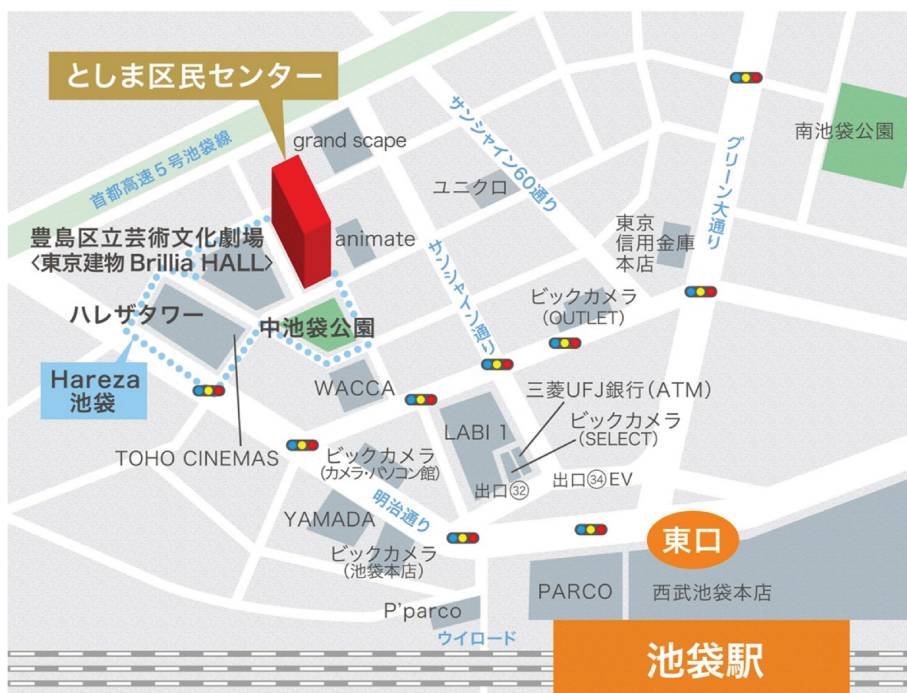 としま区民センター
首都高速5号池袋線
grand scape
サンシャイン60通り
グリーン大通り
南池袋公園
ユニクロ
東京
信用金庫
本店
豊島区立芸術文化劇場
〈東京建物 Brillia HALL〉
animate
サンシャイン通り
ハレザタワー
中池袋公園
ビックカメラ
(OUTLET)
Hareza
池袋
WACCA
三菱UFJ銀行(ATM)
ビックカメラ
(SELECT)
LABI 1
TOHO CINEMAS
ビックカメラ
(カメラ・パソコン館)
出口㉜
出口㉞EV
明治通り
YAMADA
ビックカメラ
(池袋本店)
東口
PARCO
西武池袋本店
P'parco
ウイロード
池袋駅